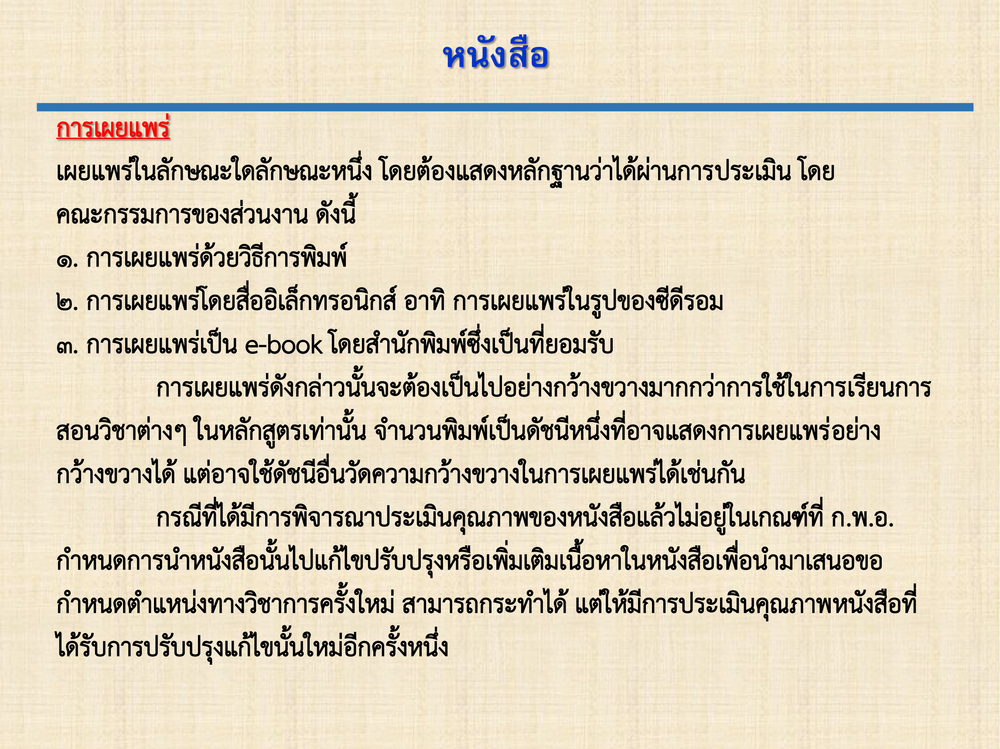 หนังสือ
การเผยแพร่
เผยแพร่ในลักษณะใดลักษณะหนึ่ง โดยต้องแสดงหลักฐานว่าได้ผ่านการประเมิน โดย
คณะกรรมการของส่วนงาน ดังนี้
๑. การเผยแพร่ด้วยวิธีการพิมพ์
๒. การเผยแพร่โดยสื่ออิเล็กทรอนิกส์ อาทิ การเผยแพร่ในรูปของซีดีรอม
๓. การเผยแพร่เป็น e-book โดยสำนักพิมพ์ซึ่งเป็นที่ยอมรับ
การเผยแพร่ดังกล่าวนั้นจะต้องเป็นไปอย่างกว้างขวางมากกว่าการใช้ในการเรียนการ
สอนวิชาต่างๆ ในหลักสูตรเท่านั้น จำนวนพิมพ์เป็นดัชนีหนึ่งที่อาจแสดงการเผยแพร่อย่าง
กว้างขวางได้ แต่อาจใช้ดัชนีอื่นวัดความกว้างขวางในการเผยแพร่ได้เช่นกัน
กรณีที่ได้มีการพิจารณาประเมินคุณภาพของหนังสือแล้วไม่อยู่ในเกณฑ์ที่ ก.พ.อ.
กำหนดการนำหนังสือนั้นไปแก้ไขปรับปรุงหรือเพิ่มเติมเนื้อหาในหนังสือเพื่อนำมาเสนอขอ
กำหนดตำแหน่งทางวิชาการครั้งใหม่ สามารถกระทำได้ แต่ให้มีการประเมินคุณภาพหนังสือที่
ได้รับการปรับปรุงแก้ไขนั้นใหม่อีกครั้งหนึ่ง